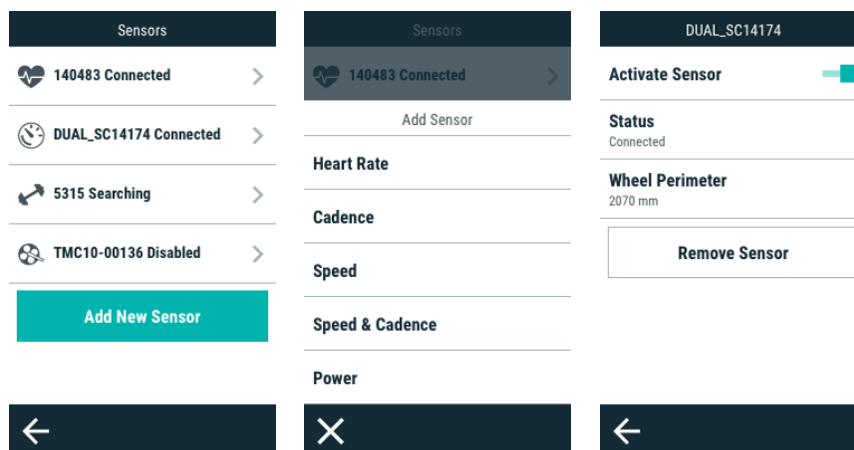 Sensors
140483 Connected
DUAL_SC14174 Connected
5315 Searching
TMC10-00136 Disabled
Add New Sensor
Sensors
140483 Connected
Add Sensor
Heart Rate
Cadence
Speed
Speed & Cadence
Power
DUAL_SC14174
Activate Sensor
Status
Connected
Wheel Perimeter
2070 mm
Remove Sensor